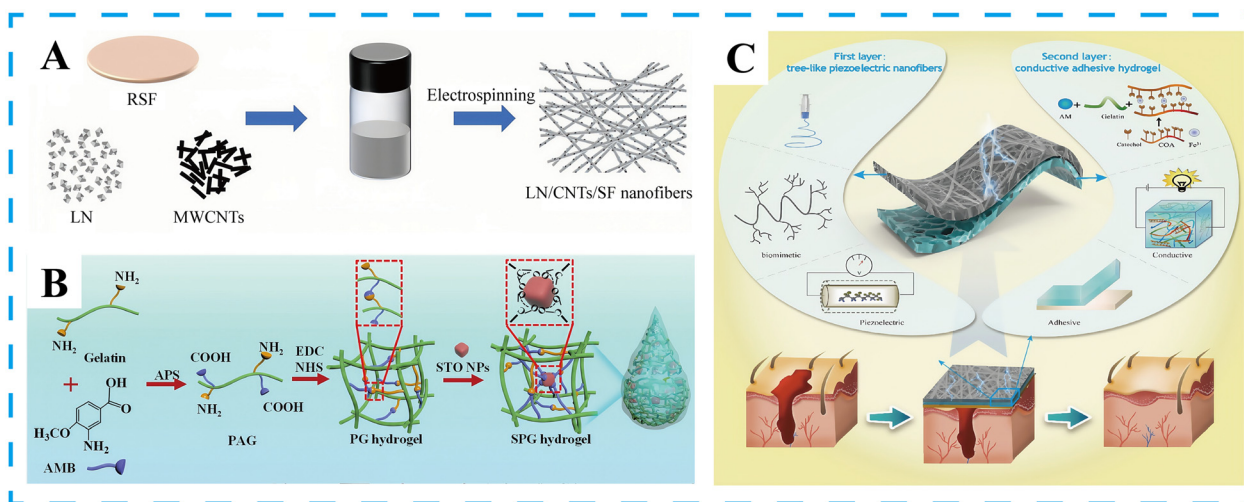 A
RSF
LN
MWCNTs
Electrospinning
LN/CNTs/SF nanofibers
B
NH2
NH2
Gelatin
+
OH
O
H3CO
NH2
AMB
APS
COOH
NH2
NH2
COOH
PAG
EDC
NHS
PG hydrogel
STO NPs
SPG hydrogel
C
First layer:
tree-like piezoelectric nanofibers
biomimetic
V
Piezoelectric
Second layer:
conductive adhesive hydrogel
AM
+
Gelatin
+
Catechol
COA
Fe3+
Conductive
Adhesive